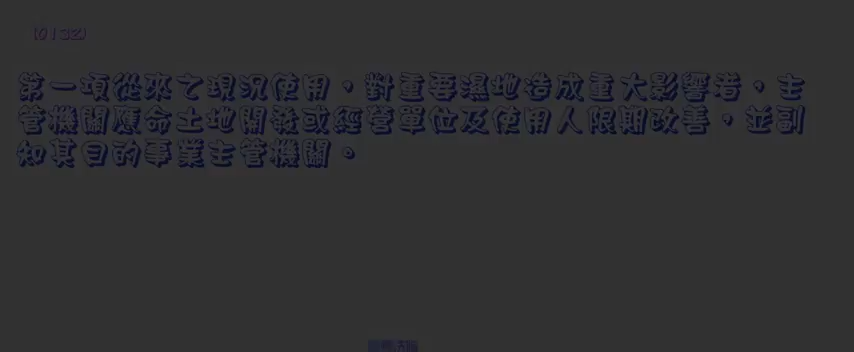 (0132)
第一項從來之現況使用，對重要濕地造成重大影響者，主
管機關應命土地開發或經營單位及使用人限期改善，並副
知其目的事業主管機關。